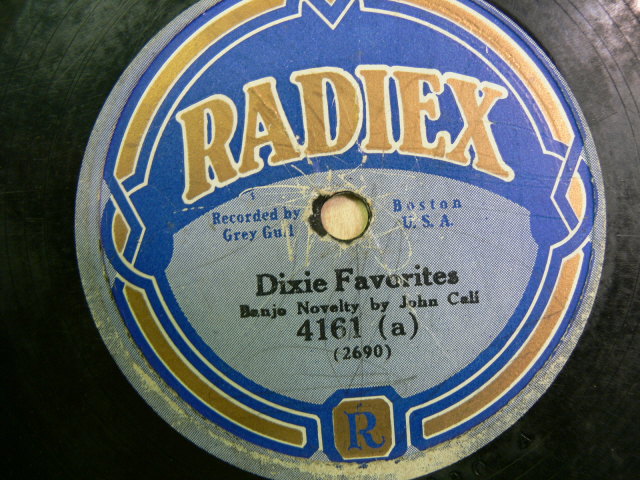 RADIEX
Recorded by Boston
Grey Gull U. S. A.
Dixie Favorites
Banjo Novelty by John Cali
4161 (a)
(2690)
R